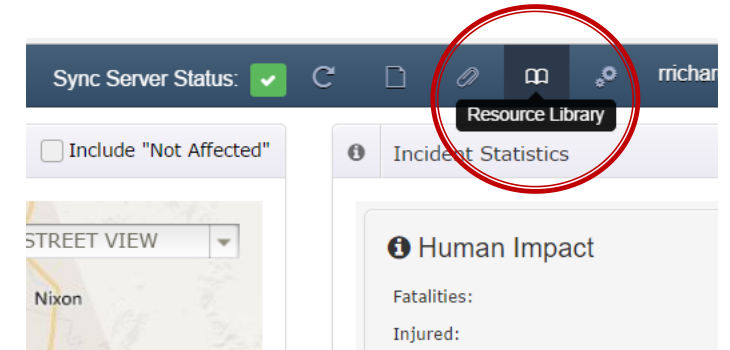 Sync Server Status:
rrichar
Resource Library
Include "Not Affected"
Incident Statistics
STREET VIEW
Nixon
Human Impact
Fatalities:
Injured: